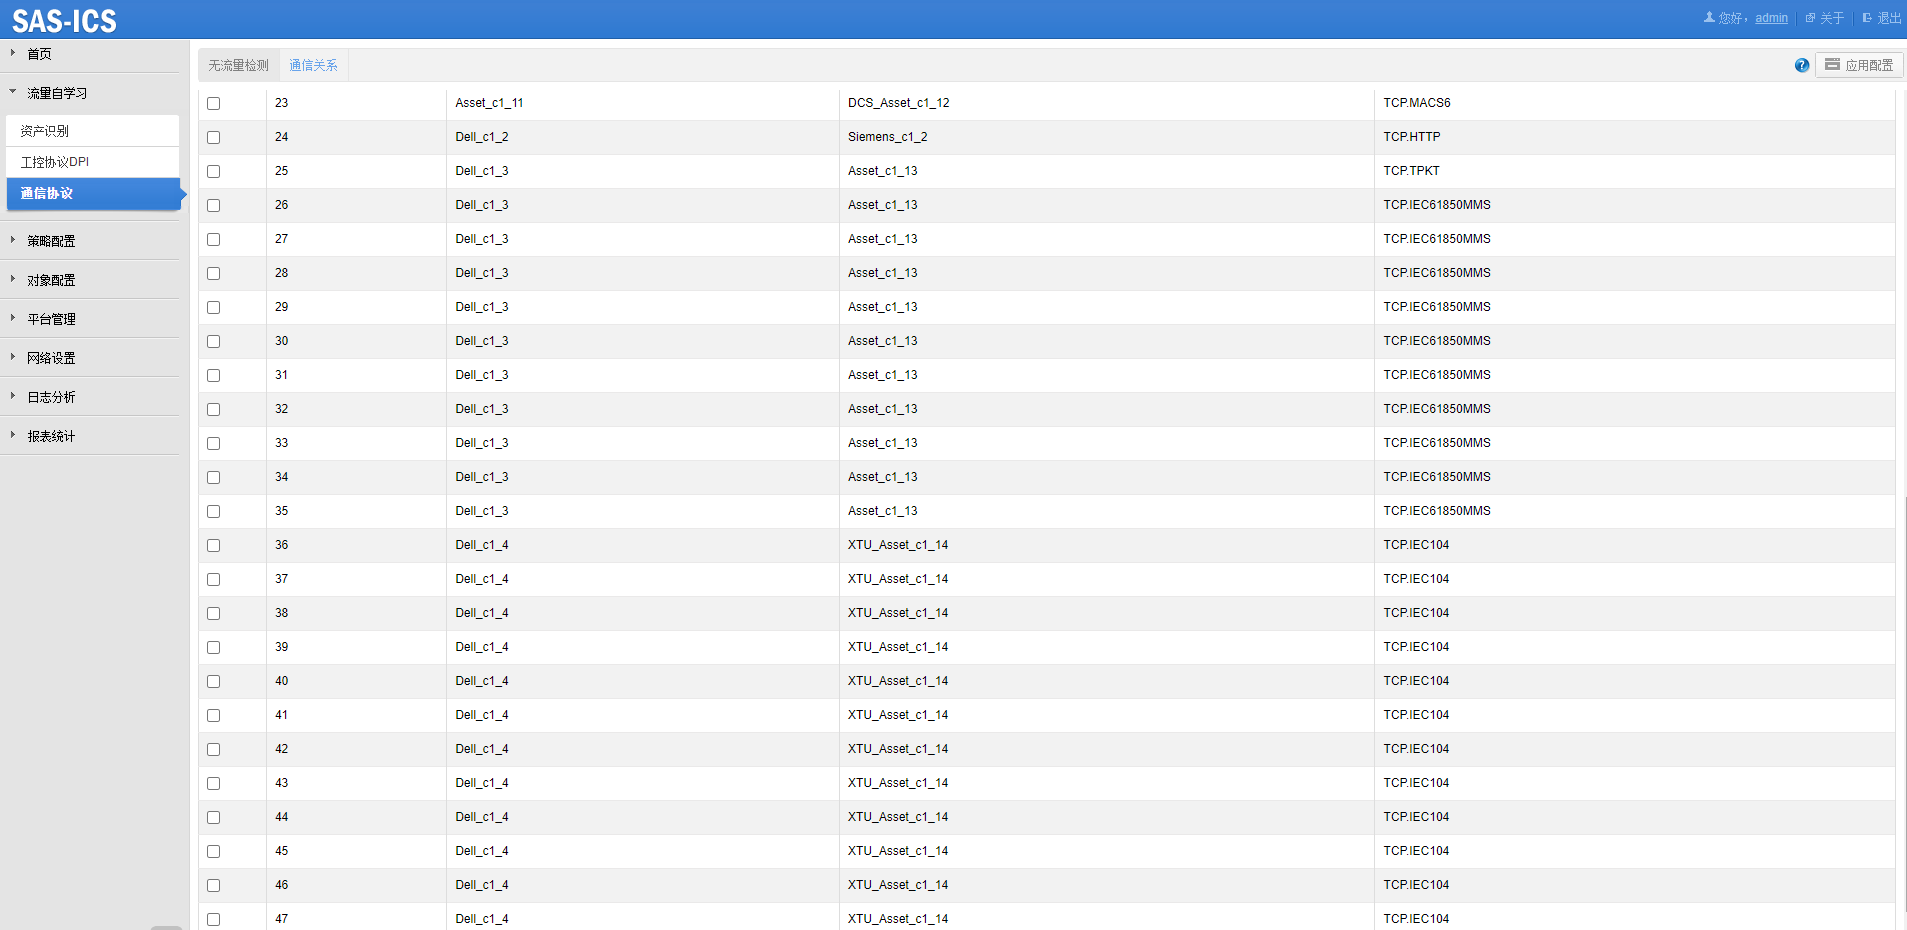 SAS-ICS
您好， admin 关于 退出
首页
流量自学习
资产识别
工控协议DPI
通信协议
策略配置
对象配置
平台管理
网络设置
日志分析
报表统计
无流量检测 通信关系
? 应用配置
23 Asset_c1_11 DCS_Asset_c1_12 TCP.MACS6
24 Dell_c1_2 Siemens_c1_2 TCP.HTTP
25 Dell_c1_3 Asset_c1_13 TCP.TPKT
26 Dell_c1_3 Asset_c1_13 TCP.IEC61850MMS
27 Dell_c1_3 Asset_c1_13 TCP.IEC61850MMS
28 Dell_c1_3 Asset_c1_13 TCP.IEC61850MMS
29 Dell_c1_3 Asset_c1_13 TCP.IEC61850MMS
30 Dell_c1_3 Asset_c1_13 TCP.IEC61850MMS
31 Dell_c1_3 Asset_c1_13 TCP.IEC61850MMS
32 Dell_c1_3 Asset_c1_13 TCP.IEC61850MMS
33 Dell_c1_3 Asset_c1_13 TCP.IEC61850MMS
34 Dell_c1_3 Asset_c1_13 TCP.IEC61850MMS
35 Dell_c1_3 Asset_c1_13 TCP.IEC61850MMS
36 Dell_c1_4 XTU_Asset_c1_14 TCP.IEC104
37 Dell_c1_4 XTU_Asset_c1_14 TCP.IEC104
38 Dell_c1_4 XTU_Asset_c1_14 TCP.IEC104
39 Dell_c1_4 XTU_Asset_c1_14 TCP.IEC104
40 Dell_c1_4 XTU_Asset_c1_14 TCP.IEC104
41 Dell_c1_4 XTU_Asset_c1_14 TCP.IEC104
42 Dell_c1_4 XTU_Asset_c1_14 TCP.IEC104
43 Dell_c1_4 XTU_Asset_c1_14 TCP.IEC104
44 Dell_c1_4 XTU_Asset_c1_14 TCP.IEC104
45 Dell_c1_4 XTU_Asset_c1_14 TCP.IEC104
46 Dell_c1_4 XTU_Asset_c1_14 TCP.IEC104
47 Dell_c1_4 XTU_Asset_c1_14 TCP.IEC104